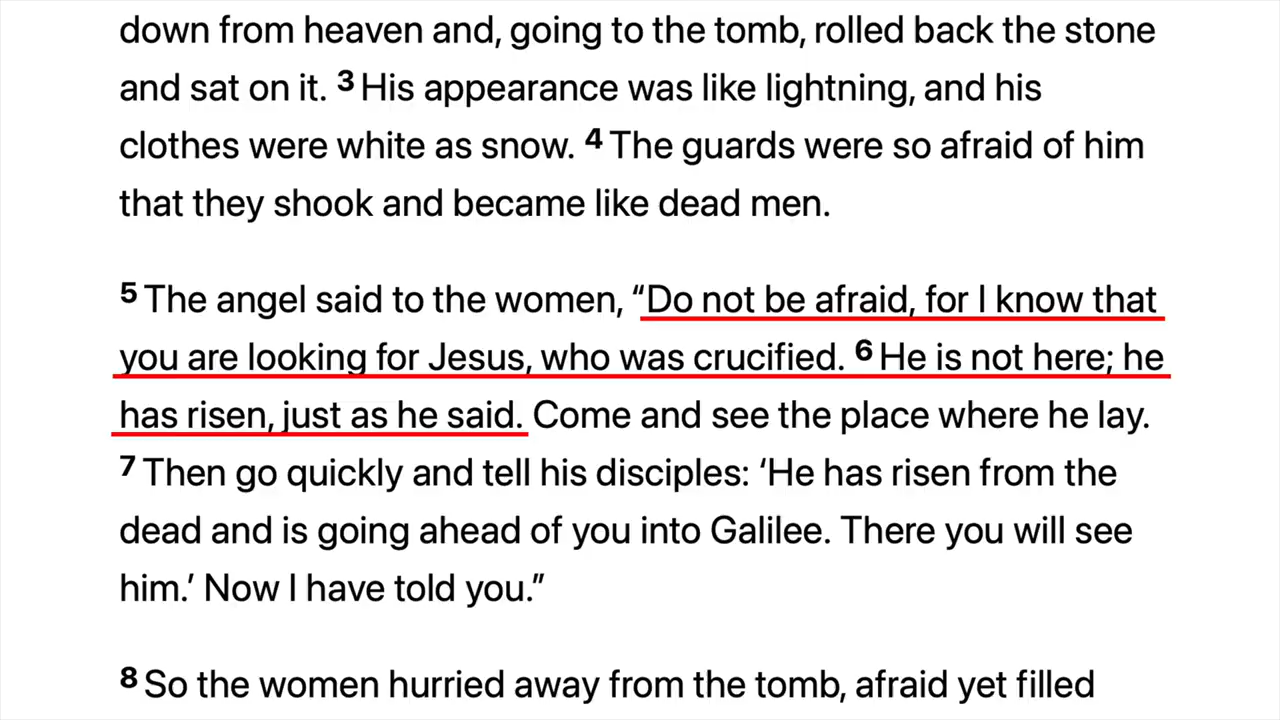 down from heaven and, going to the tomb, rolled back the stone
and sat on it. 3 His appearance was like lightning, and his
clothes were white as snow. 4 The guards were so afraid of him
that they shook and became like dead men.
5 The angel said to the women, “Do not be afraid, for I know that
you are looking for Jesus, who was crucified. 6 He is not here; he
has risen, just as he said. Come and see the place where he lay.
7 Then go quickly and tell his disciples: ‘He has risen from the
dead and is going ahead of you into Galilee. There you will see
him.’ Now I have told you.”
8 So the women hurried away from the tomb, afraid yet filled